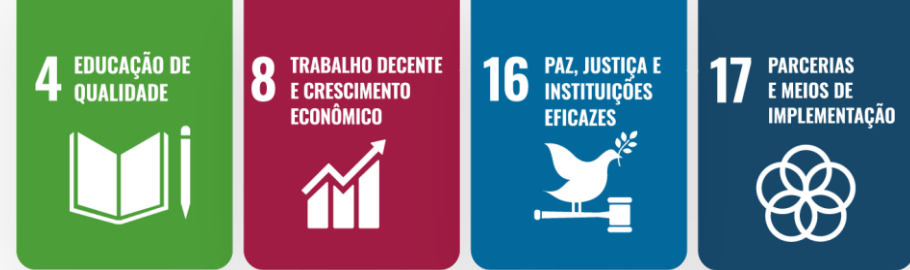 4 EDUCAÇÃO DE
QUALIDADE
8 TRABALHO DECENTE
E CRESCIMENTO
ECONÔMICO
16 PAZ, JUSTIÇA E
INSTITUIÇÕES
EFICAZES
17 PARCERIAS
E MEIOS DE
IMPLEMENTAÇÃO